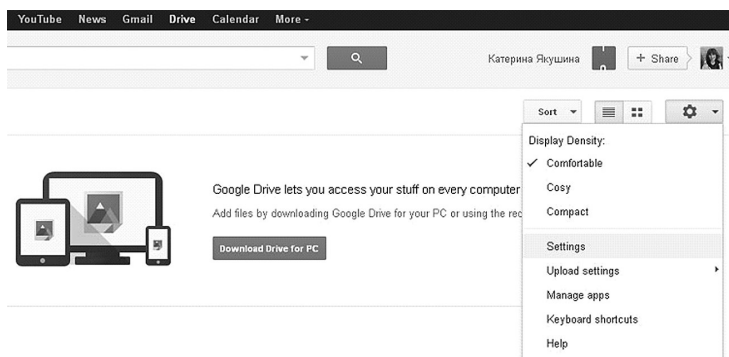 YouTube News Gmail Drive Calendar More
Катерина Якушина + Share
Sort
Display Density:
✓ Comfortable
Cosy
Compact
Google Drive lets you access your stuff on every computer
Add files by downloading Google Drive for your PC or using the rec
Download Drive for PC
Settings
Upload settings
Manage apps
Keyboard shortcuts
Help